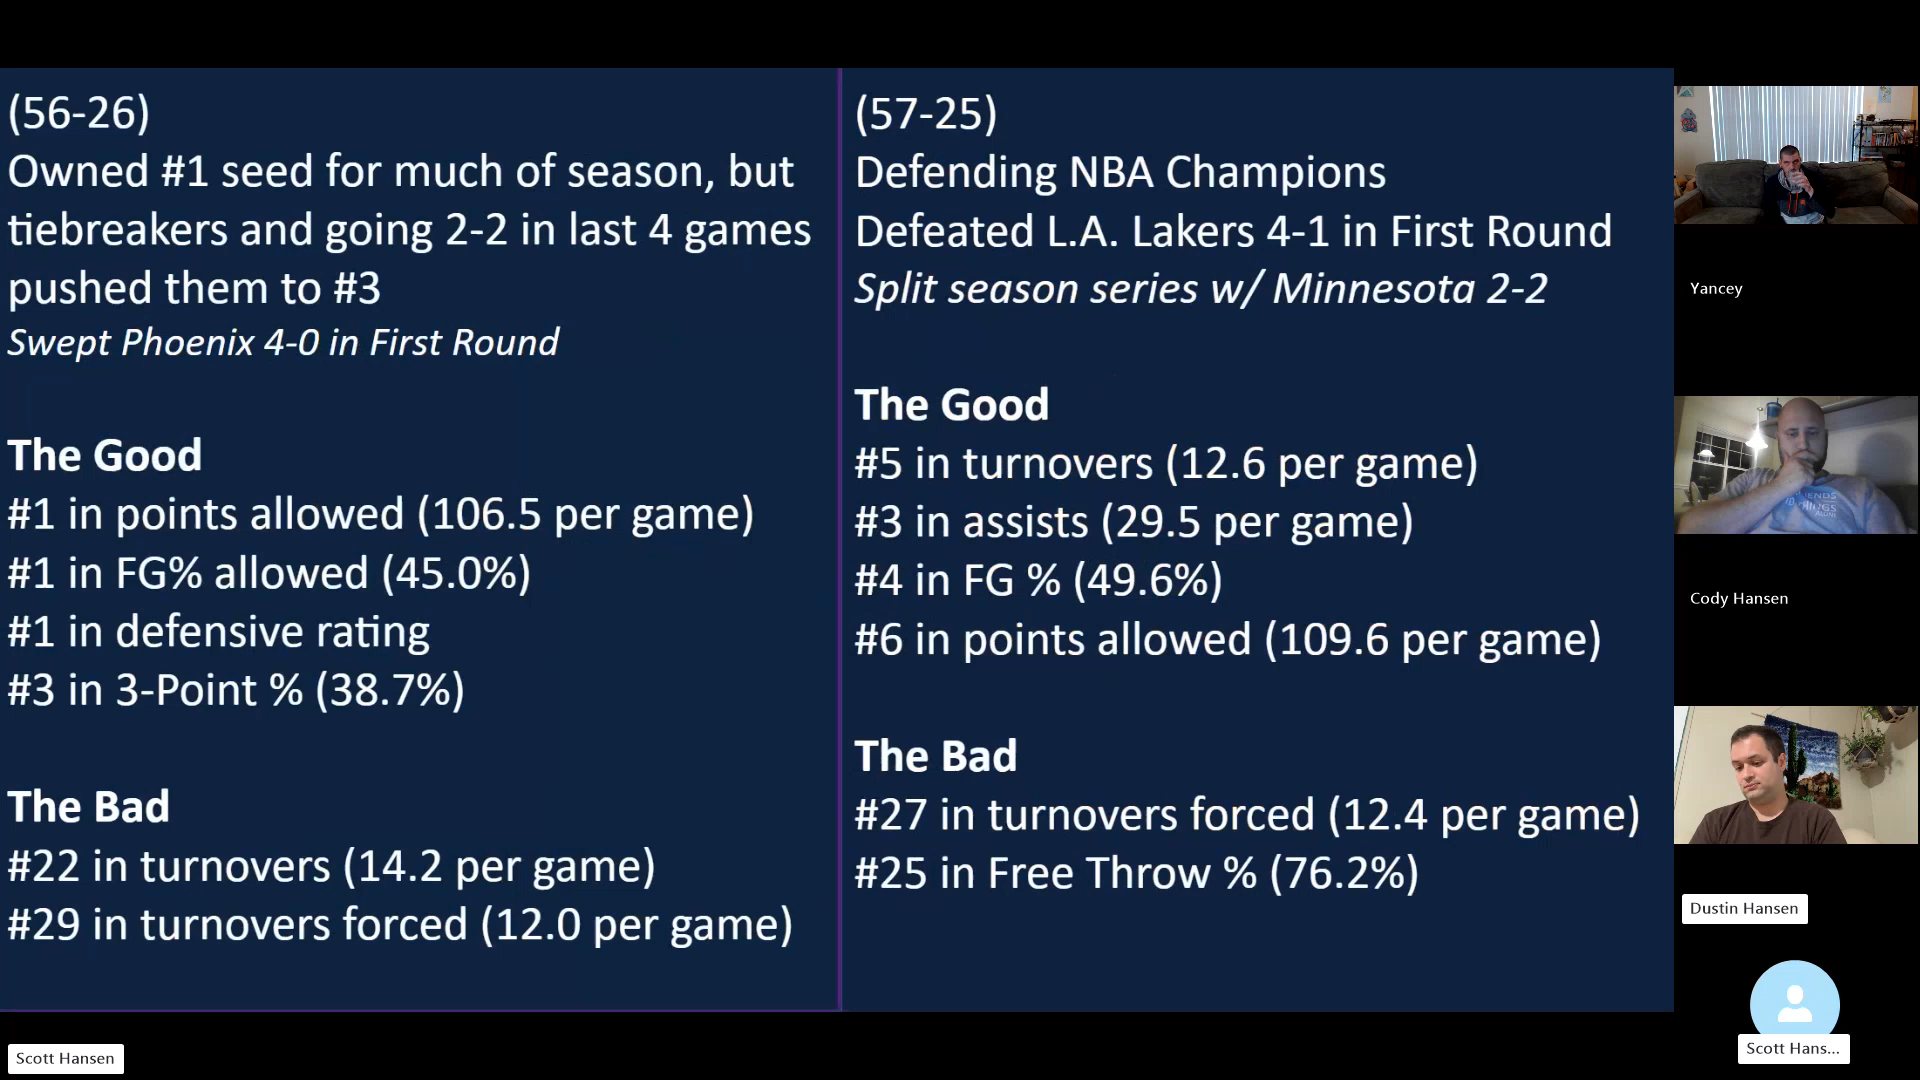 (56-26)
Owned #1 seed for much of season, but
tiebreakers and going 2-2 in last 4 games
pushed them to #3
Swept Phoenix 4-0 in First Round
The Good
#1 in points allowed (106.5 per game)
#1 in FG% allowed (45.0%)
#1 in defensive rating
#3 in 3-Point % (38.7%)
The Bad
#22 in turnovers (14.2 per game)
#29 in turnovers forced (12.0 per game)
(57-25)
Defending NBA Champions
Defeated L.A. Lakers 4-1 in First Round
Split season series w/ Minnesota 2-2
The Good
#5 in turnovers (12.6 per game)
#3 in assists (29.5 per game)
#4 in FG % (49.6%)
#6 in points allowed (109.6 per game)
The Bad
#27 in turnovers forced (12.4 per game)
#25 in Free Throw % (76.2%)
Yancey
Cody Hansen
Dustin Hansen
Scott Hans...
Scott Hansen